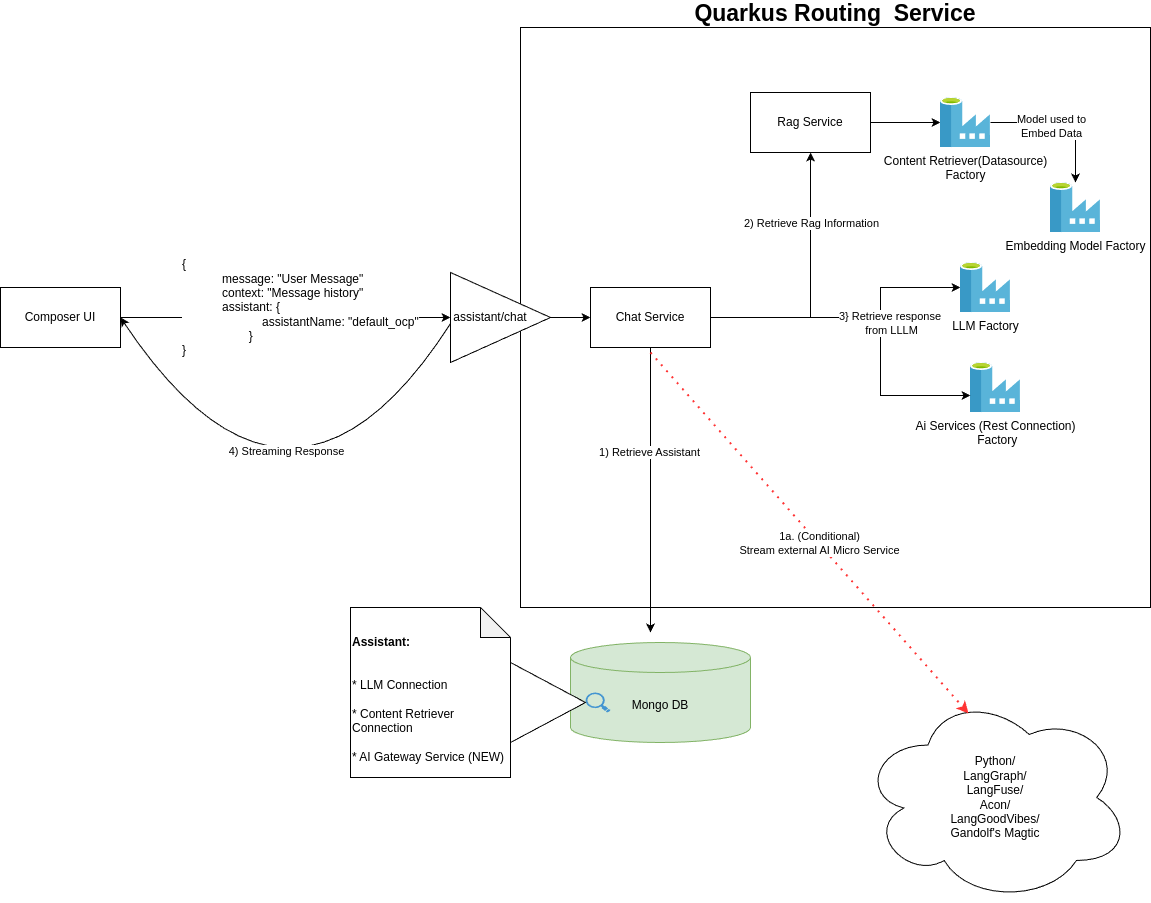 Quarkus Routing  Service
Rag Service
Model used to
Embed Data
Content Retriever(Datasource)
Factory
Embedding Model Factory
2) Retrieve Rag Information
{
message: "User Message"
context: "Message history"
assistant: {
assistantName: "default_ocp"
}
}
Composer UI
assistant/chat
Chat Service
3} Retrieve response
from LLLM
LLM Factory
Ai Services (Rest Connection)
Factory
4) Streaming Response
1) Retrieve Assistant
1a. (Conditional)
Stream external AI Micro Service
Assistant:
* LLM Connection
* Content Retriever
Connection
* AI Gateway Service (NEW)
Mongo DB
Python/
LangGraph/
LangFuse/
Acon/
LangGoodVibes/
Gandolf's Magtic